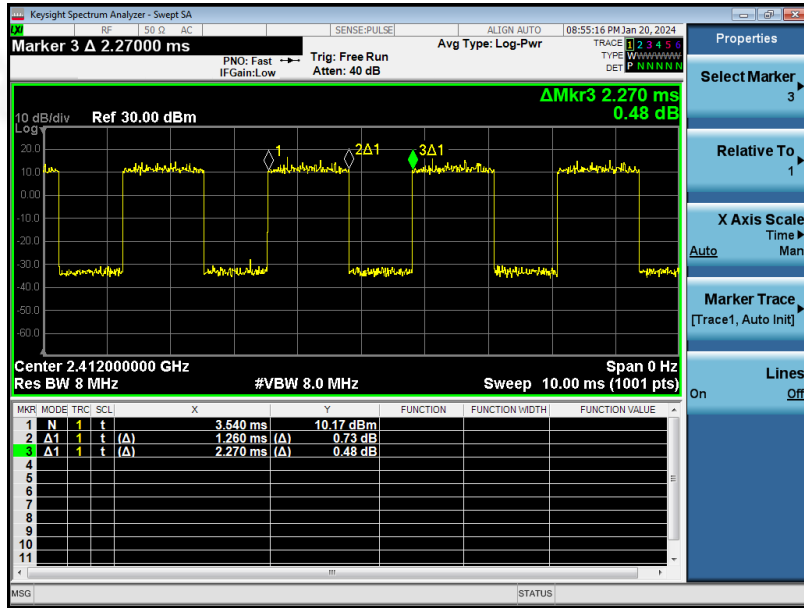 Keysight Spectrum Analyzer - Swept SA
LXI RF 50 Ω AC SENSE:PULSE ALIGN AUTO 08:55:16 PM Jan 20, 2024
Marker 3 Δ 2.27000 ms
PNO: Fast
IFGain:Low
Trig: Free Run
Atten: 40 dB
Avg Type: Log-Pwr
TRACE 1 2 3 4 5 6
TYPE WWWWWW
DET P N N N N N
ΔMkr3 2.270 ms
0.48 dB
10 dB/div Ref 30.00 dBm
Log
20.0
10.0
0.00
-10.0
-20.0
-30.0
-40.0
-50.0
-60.0
1
2Δ1
3Δ1
Center 2.412000000 GHz Span 0 Hz
Res BW 8 MHz #VBW 8.0 MHz Sweep 10.00 ms (1001 pts)
MKR MODE TRC SCL X Y FUNCTION FUNCTION WIDTH FUNCTION VALUE
1 N 1 t 3.540 ms 10.17 dBm
2 Δ1 1 t (Δ) 1.260 ms (Δ) 0.73 dB
3 Δ1 1 t (Δ) 2.270 ms (Δ) 0.48 dB
4
5
6
7
8
9
10
11
MSG STATUS
Properties
Select Marker
3
Relative To
1
X Axis Scale
Time
Auto Man
Marker Trace
[Trace1, Auto Init]
Lines
On Off